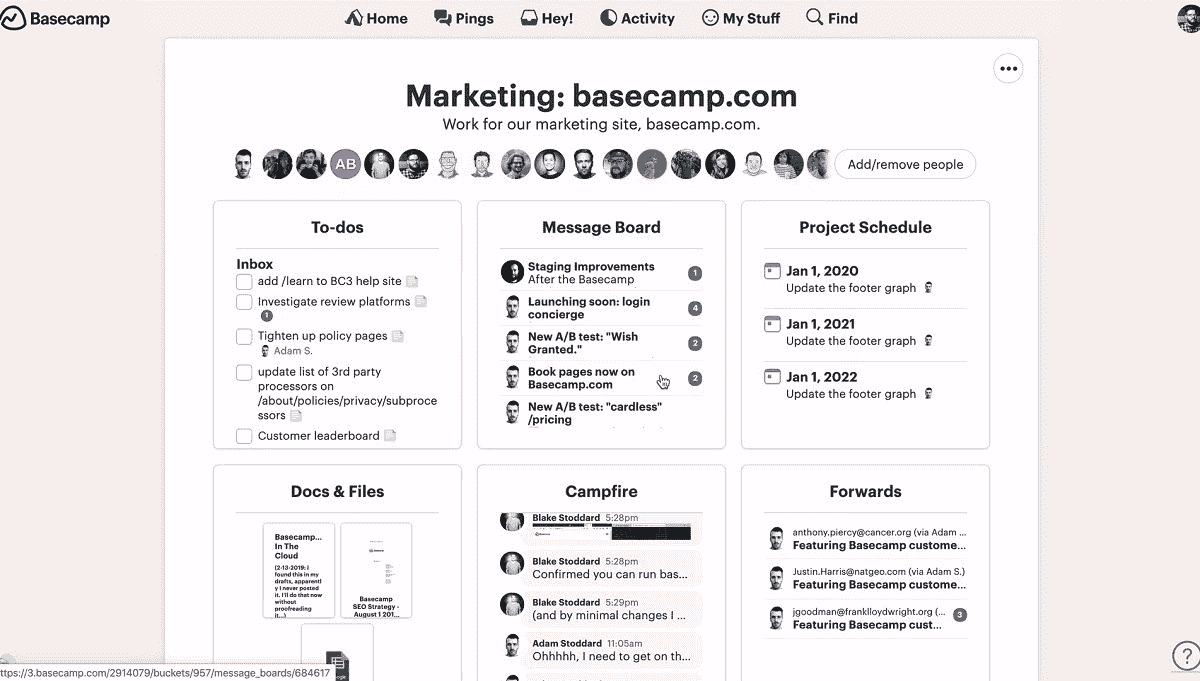 Basecamp
Home
Pings
Hey!
Activity
My Stuff
Find
Marketing: basecamp.com
Work for our marketing site, basecamp.com.
AB
Add/remove people
To-dos
Inbox
add /learn to BC3 help site
Investigate review platforms
1
Tighten up policy pages
Adam S.
update list of 3rd party
processors on
/about/policies/privacy/subproce
ssors
Customer leaderboard
Message Board
Staging Improvements
After the Basecamp
1
Launching soon: login
concierge
4
New A/B test: "Wish
Granted."
2
Book pages now on
Basecamp.com
2
New A/B test: "cardless"
/pricing
Project Schedule
Jan 1, 2020
Update the footer graph
Jan 1, 2021
Update the footer graph
Jan 1, 2022
Update the footer graph
Docs & Files
Basecamp...
In The
Cloud
(2-13-2019: I
found this in my
drafts, apparentl
y I never posted
it. I'll do that now
without
proofreading
it...)
Basecamp
SEO Strategy -
August 1 201...
Campfire
Blake Stoddard 5:28pm
Blake Stoddard 5:28pm
Confirmed you can run bas...
Blake Stoddard 5:29pm
(and by minimal changes I ...
Adam Stoddard 11:05am
Ohhhhh, I need to get on th...
Forwards
anthony.piercy@cancer.org (via Adam ...
Featuring Basecamp custome...
Justin.Harris@natgeo.com (via Adam S.)
Featuring Basecamp custome...
jgoodman@franklloydwright.org (...
Featuring Basecamp cust...
3
ttps://3.basecamp.com/2914079/buckets/957/message_boards/684617
?